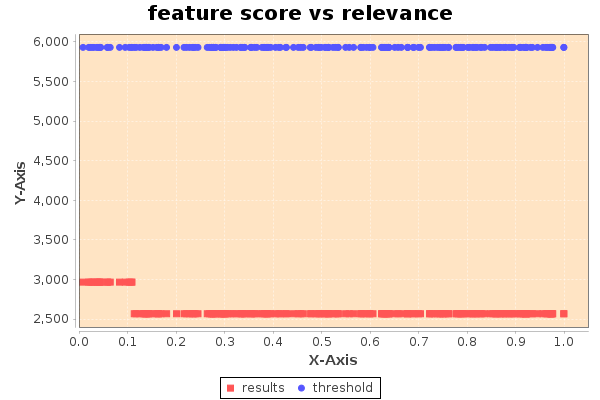 feature score vs relevance
Y-Axis
6,000
5,500
5,000
4,500
4,000
3,500
3,000
2,500
0.0 0.1 0.2 0.3 0.4 0.5 0.6 0.7 0.8 0.9 1.0
X-Axis
results threshold